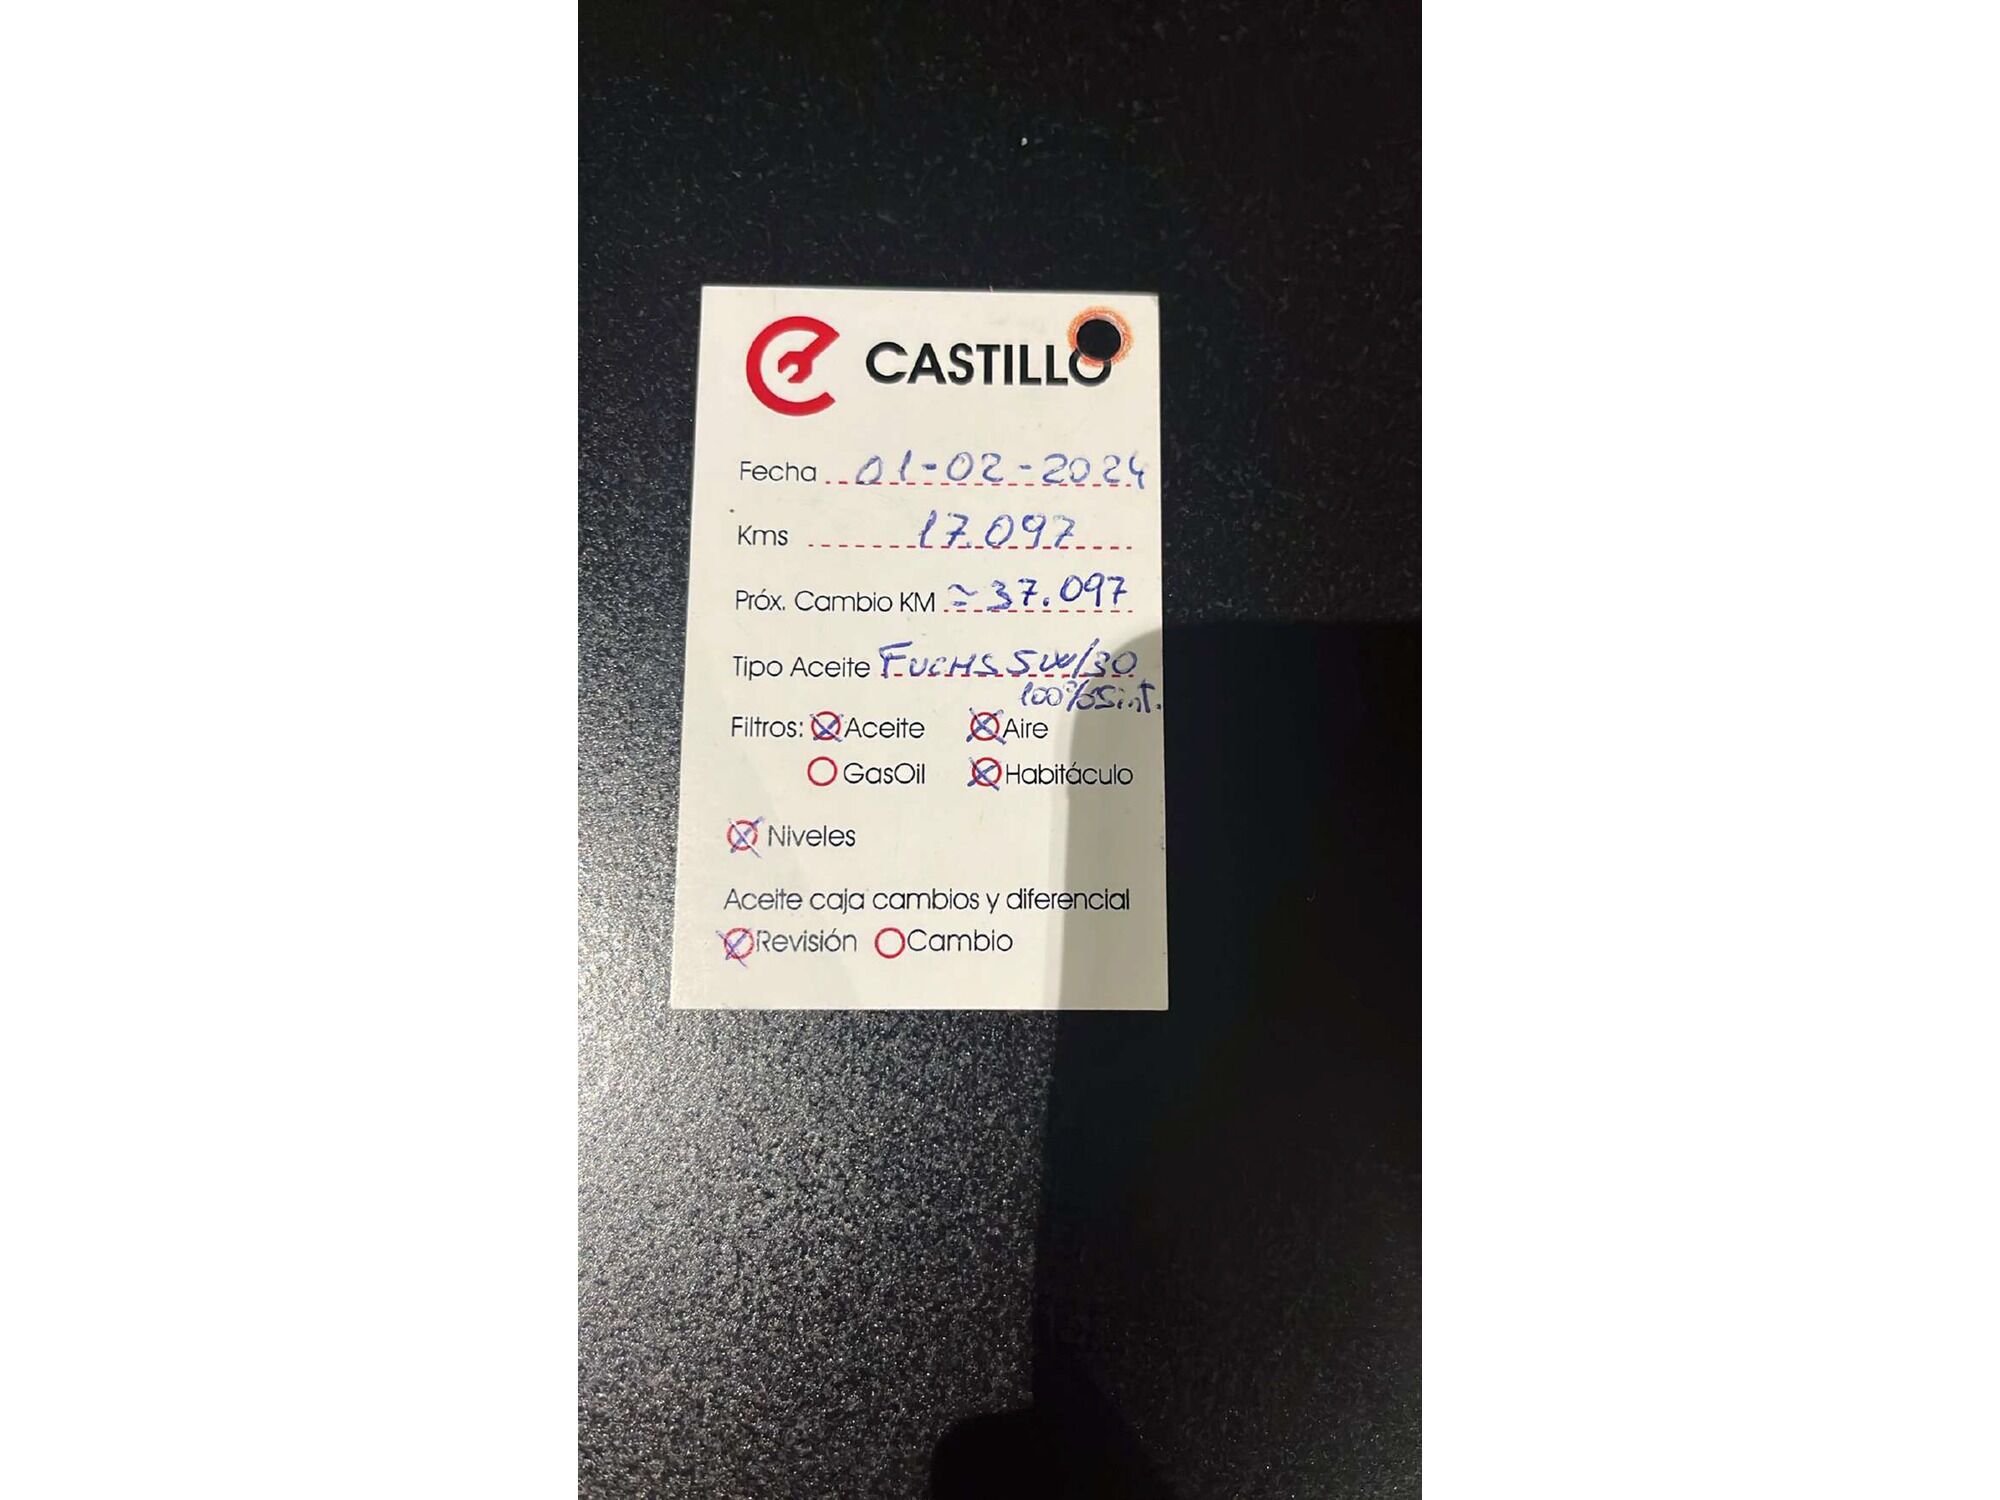 CASTILLO
Fecha 01-02-2024
Kms 17.097
Próx. Cambio KM ≃ 37.097
Tipo Aceite FUCHS 5W/30
100% Sint.
Filtros: Aceite Aire
GasOil Habitáculo
Niveles
Aceite caja cambios y diferencial
Revisión Cambio